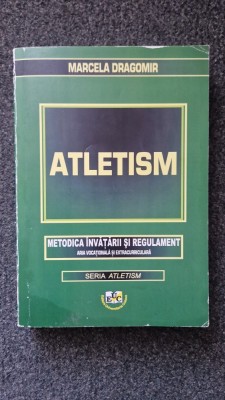 MARCELA DRAGOMIR
ATLETISM
METODICA ÎNVĂȚĂRII ȘI REGULAMENT
ARIA VOCAȚIONALĂ ȘI EXTRACURRICULARĂ
SERIA ATLETISM